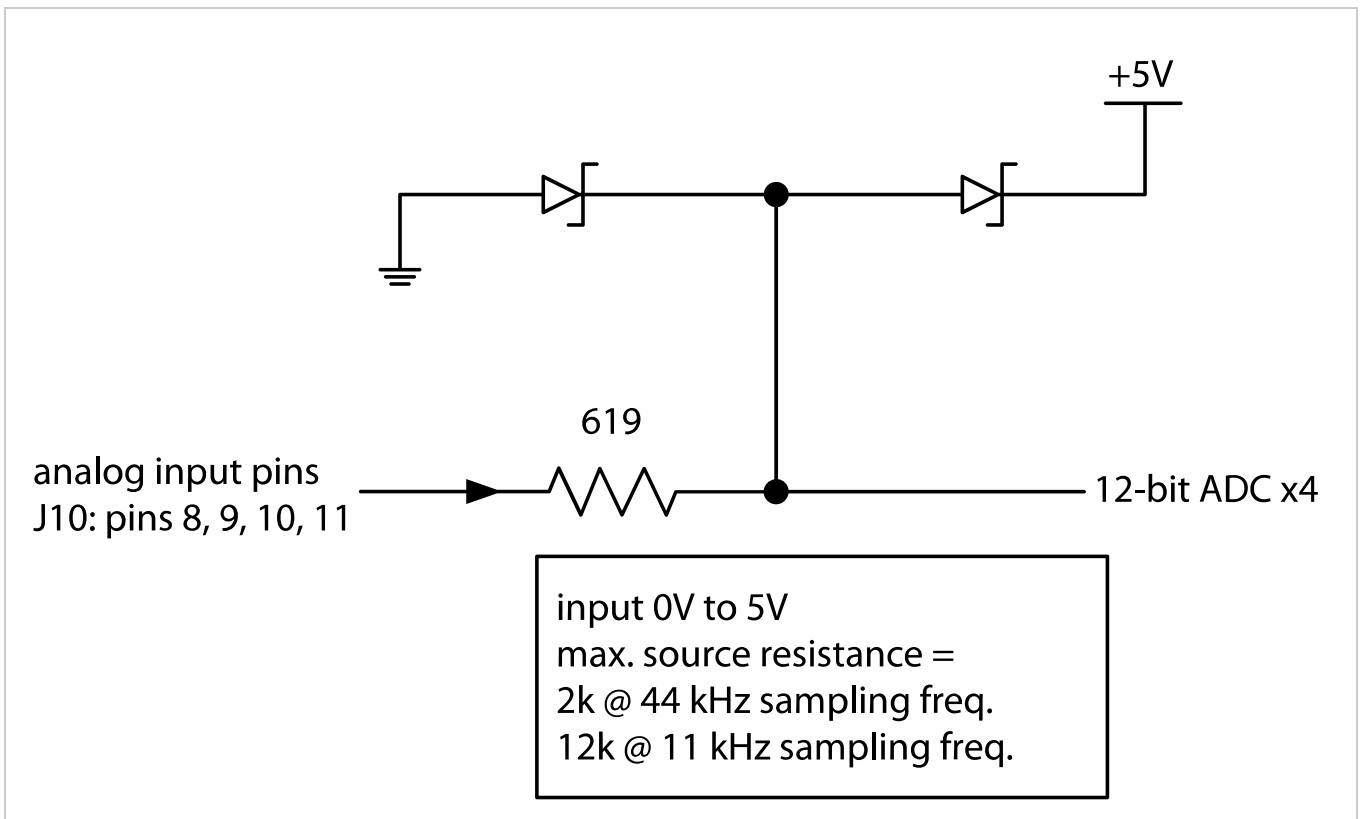 +5V
619
analog input pins
J10: pins 8, 9, 10, 11
12-bit ADC x4
input 0V to 5V
max. source resistance =
2k @ 44 kHz sampling freq.
12k @ 11 kHz sampling freq.